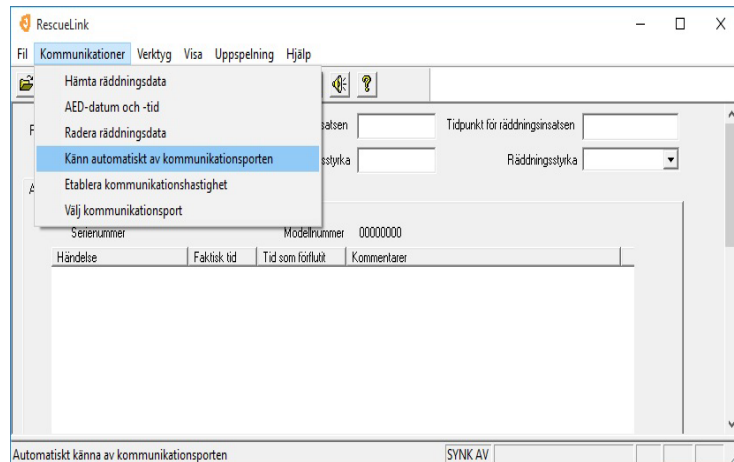 RescueLink
Fil Kommunikationer Verktyg Visa Uppspelning Hjälp
Hämta räddningsdata
AED-datum och -tid
Radera räddningsdata
Känn automatiskt av kommunikationsporten
Etablera kommunikationshastighet
Välj kommunikationsport
Tidpunkt för räddningsinsatsen
Räddningsstyrka
Serienummer Modellnummer 00000000
Händelse Faktisk tid Tid som förflutit Kommentarer
Automatiskt känna av kommunikationsporten SYNK AV